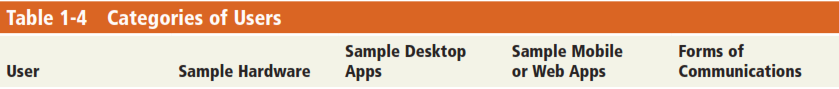 Table 1-4 Categories of Users
User
Sample Hardware
Sample Desktop
Apps
Sample Mobile
or Web Apps
Forms of
Communications